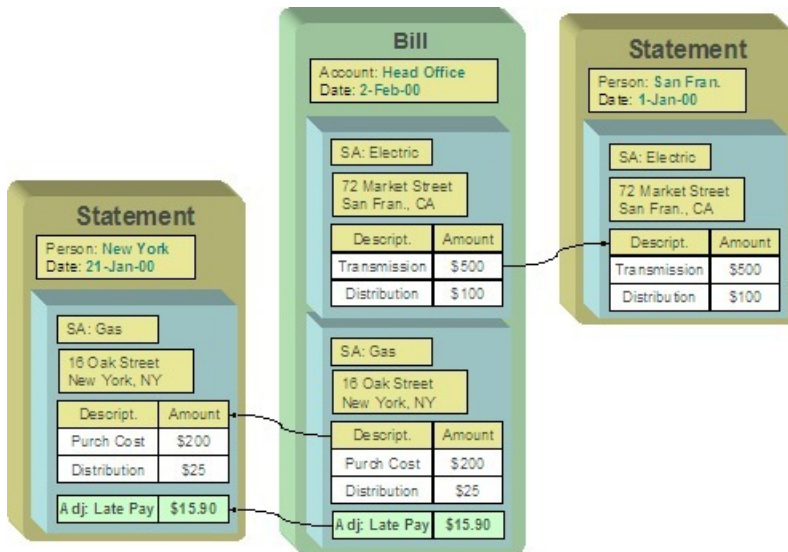 Bill
Account: Head Office
Date: 2-Feb-00
SA: Electric
72 Market Street
San Fran., CA
Descript. Amount
Transmission $500
Distribution $100
SA: Gas
16 Oak Street
New York, NY
Descript. Amount
Purch Cost $200
Distribution $25
Adj: Late Pay $15.90
Statement
Person: San Fran.
Date: 1-Jan-00
SA: Electric
72 Market Street
San Fran., CA
Descript. Amount
Transmission $500
Distribution $100
Statement
Person: New York
Date: 21-Jan-00
SA: Gas
16 Oak Street
New York, NY
Descript. Amount
Purch Cost $200
Distribution $25
Adj: Late Pay $15.90